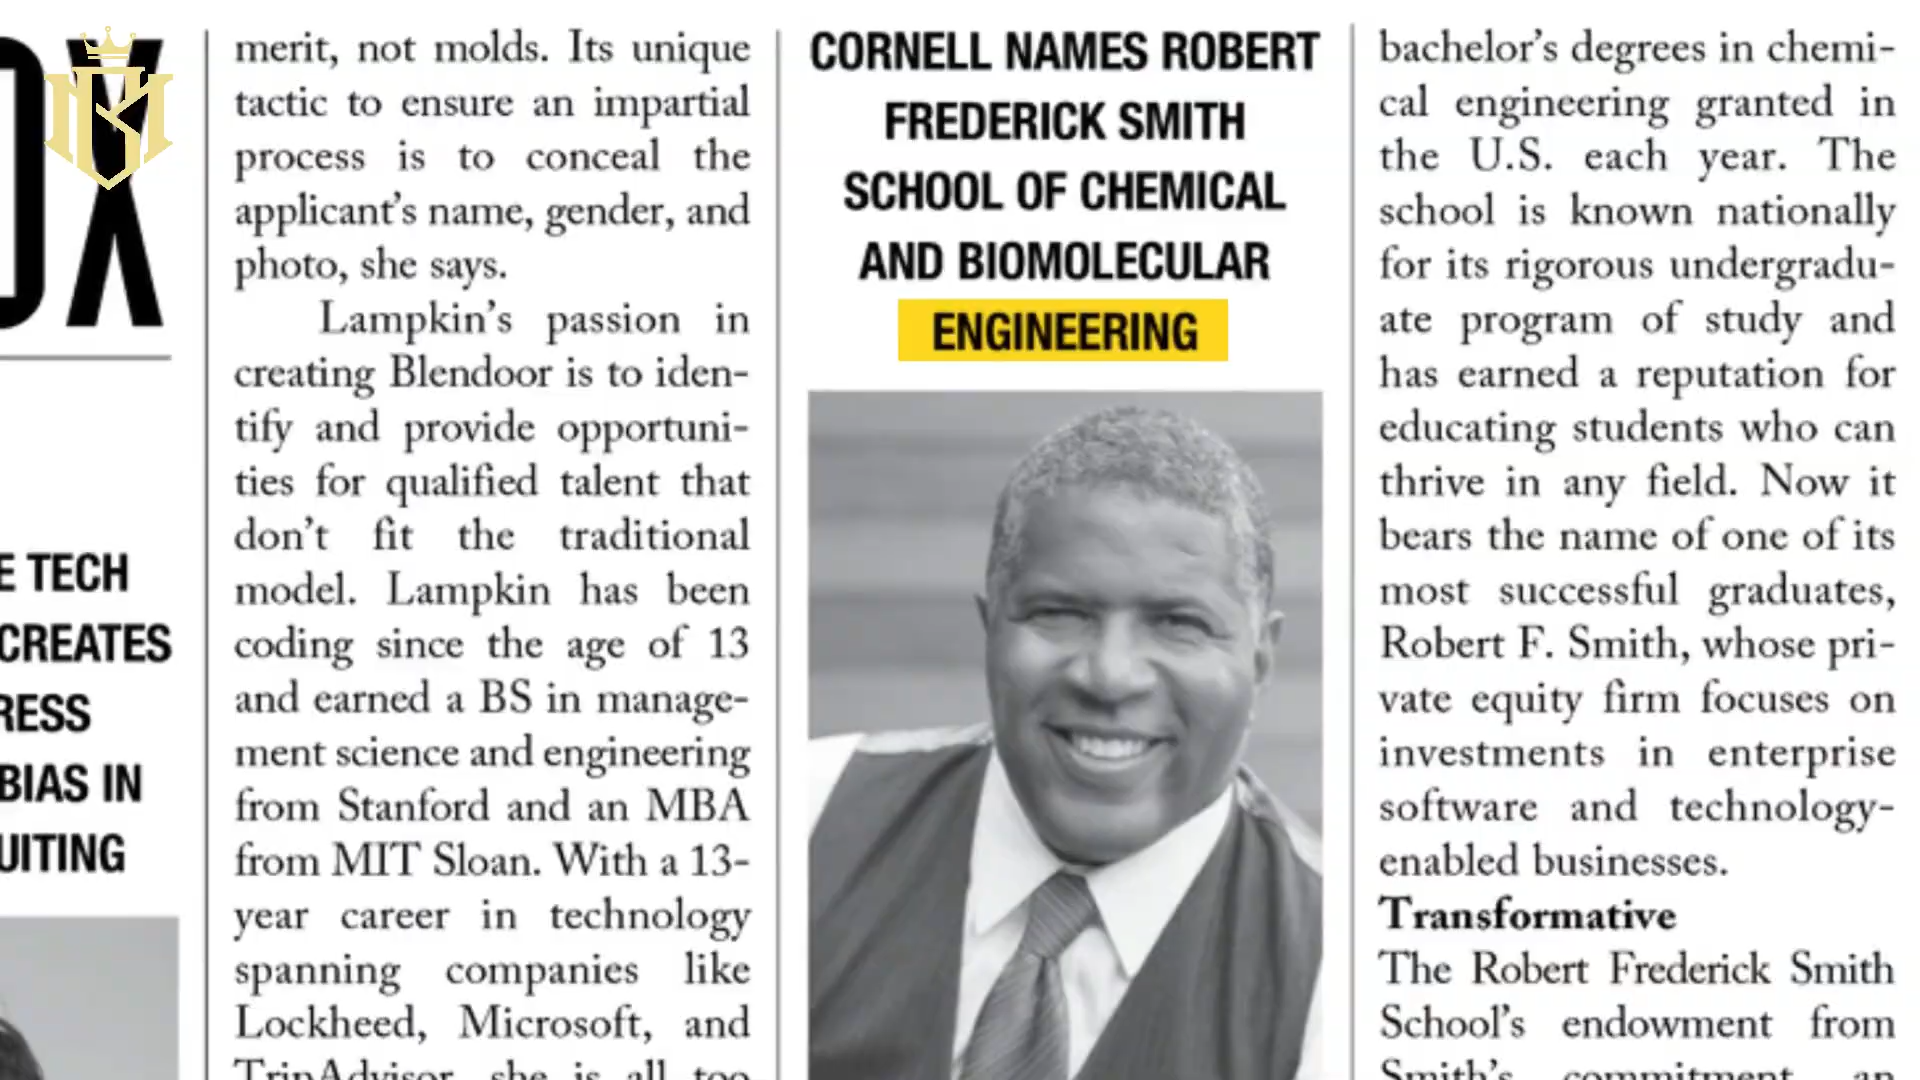 OX
E TECH
CREATES
RESS
BIAS IN
UITING
merit, not molds. Its unique
tactic to ensure an impartial
process is to conceal the
applicant's name, gender, and
photo, she says.
Lampkin's passion in
creating Blendoor is to iden-
tify and provide opportuni-
ties for qualified talent that
don't fit the traditional
model. Lampkin has been
coding since the age of 13
and earned a BS in manage-
ment science and engineering
from Stanford and an MBA
from MIT Sloan. With a 13-
year career in technology
spanning companies like
Lockheed, Microsoft, and
TripAdvisor, she is all too
CORNELL NAMES ROBERT
FREDERICK SMITH
SCHOOL OF CHEMICAL
AND BIOMOLECULAR
ENGINEERING
bachelor's degrees in chemi-
cal engineering granted in
the U.S. each year. The
school is known nationally
for its rigorous undergradu-
ate program of study and
has earned a reputation for
educating students who can
thrive in any field. Now it
bears the name of one of its
most successful graduates,
Robert F. Smith, whose pri-
vate equity firm focuses on
investments in enterprise
software and technology-
enabled businesses.
Transformative
The Robert Frederick Smith
School's endowment from
Smith's commitment, an